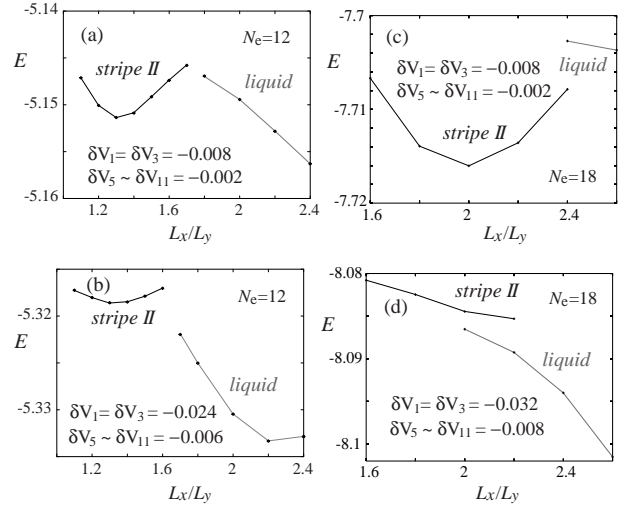 -5.14
(a)
Nₑ=12
stripe II
liquid
E
-5.15
δV₁= δV₃= −0.008
δV₅ ~ δV₁₁= −0.002
-5.16
1.2
1.6
2
2.4
Lx/Ly
-7.7
(c)
liquid
E
δV₁= δV₃= −0.008
δV₅ ~ δV₁₁= −0.002
-7.71
stripe II
Nₑ=18
-7.72
1.6
2
2.4
Lx/Ly
(b)
Nₑ=12
E
-5.32
stripe II
liquid
δV₁= δV₃= −0.024
-5.33
δV₅ ~ δV₁₁= −0.006
1.2
1.6
2
2.4
Lx/Ly
-8.08
(d)
stripe II
Nₑ=18
E
-8.09
liquid
δV₁= δV₃= −0.032
δV₅ ~ δV₁₁= −0.008
-8.1
1.6
2
2.4
Lx/Ly